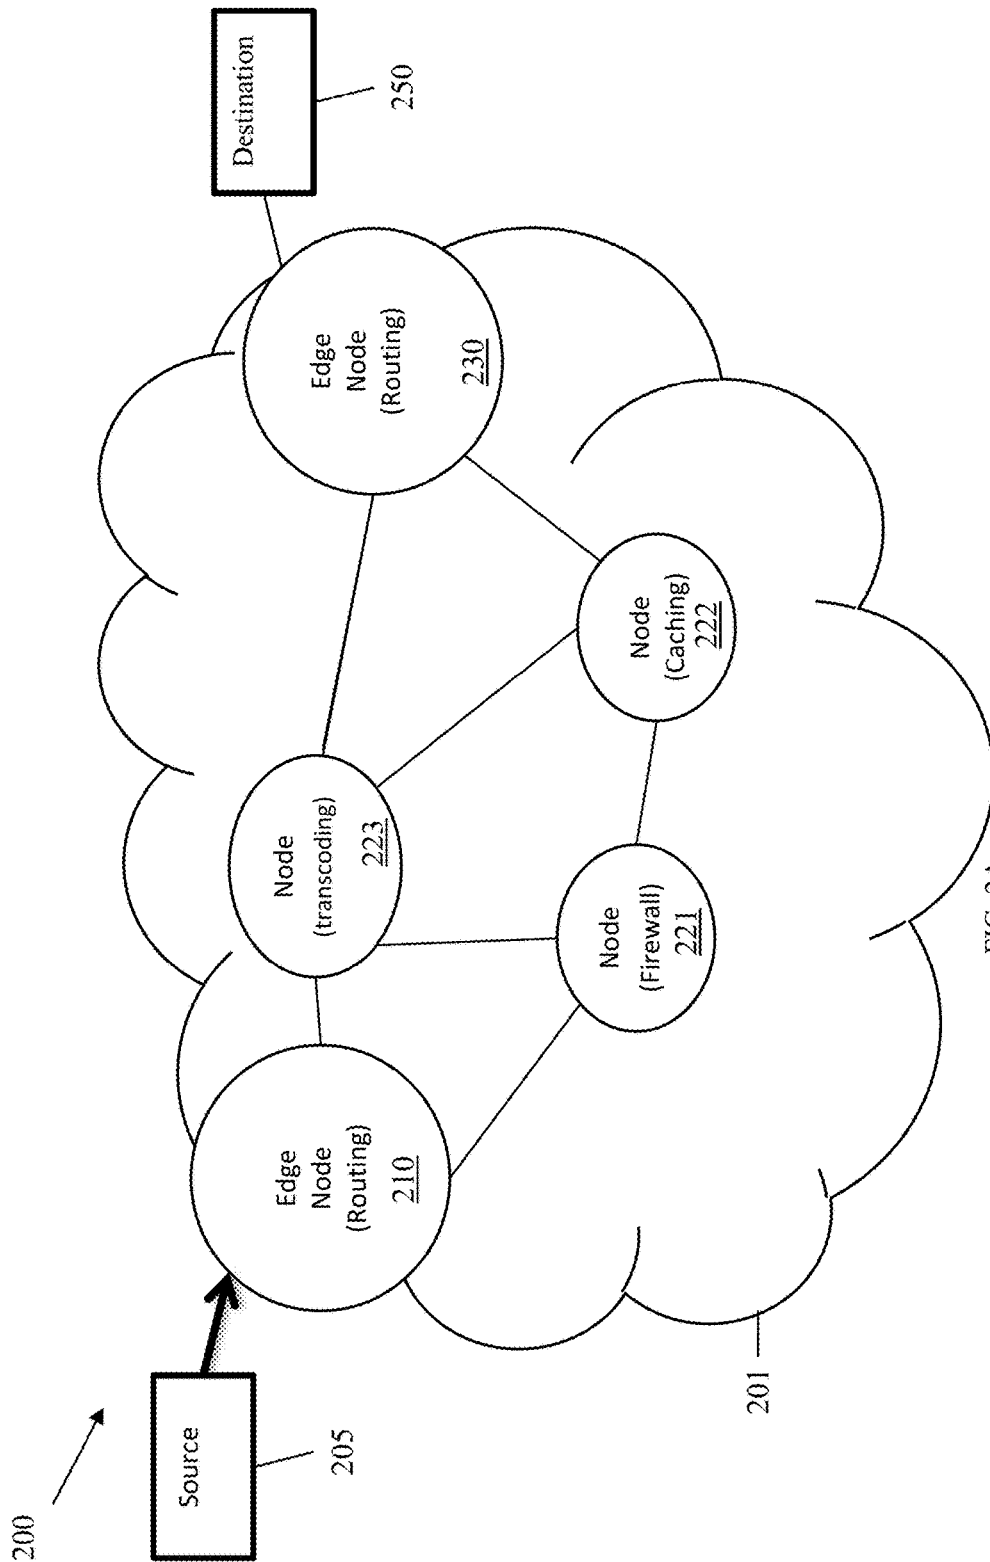 200
Source
205
Edge
Node
(Routing)
210
Node
(transcoding)
223
Edge
Node
(Routing)
230
Destination
250
Node
(Firewall)
221
Node
(Caching)
222
201